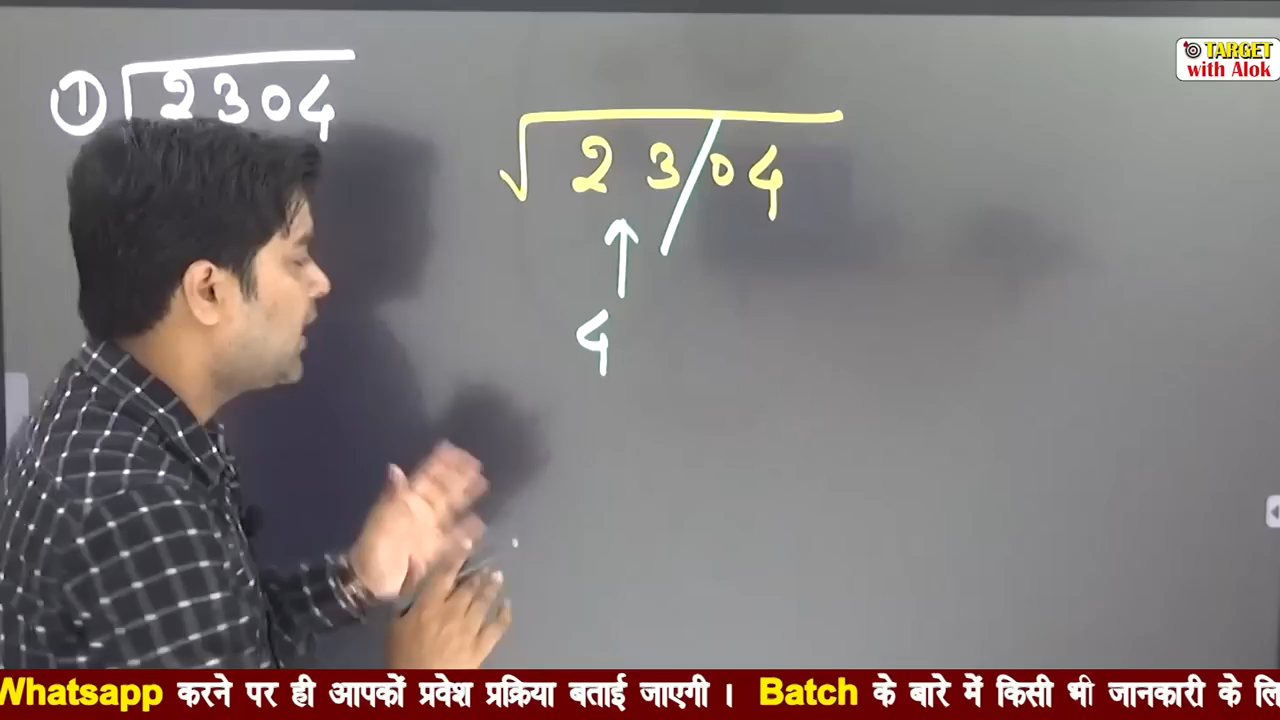 ① √2304
TARGET
with Alok
√23/04
↑
4
Whatsapp करने पर ही आपकों प्रवेश प्रक्रिया बताई जाएगी । Batch के बारे में किसी भी जानकारी के लि